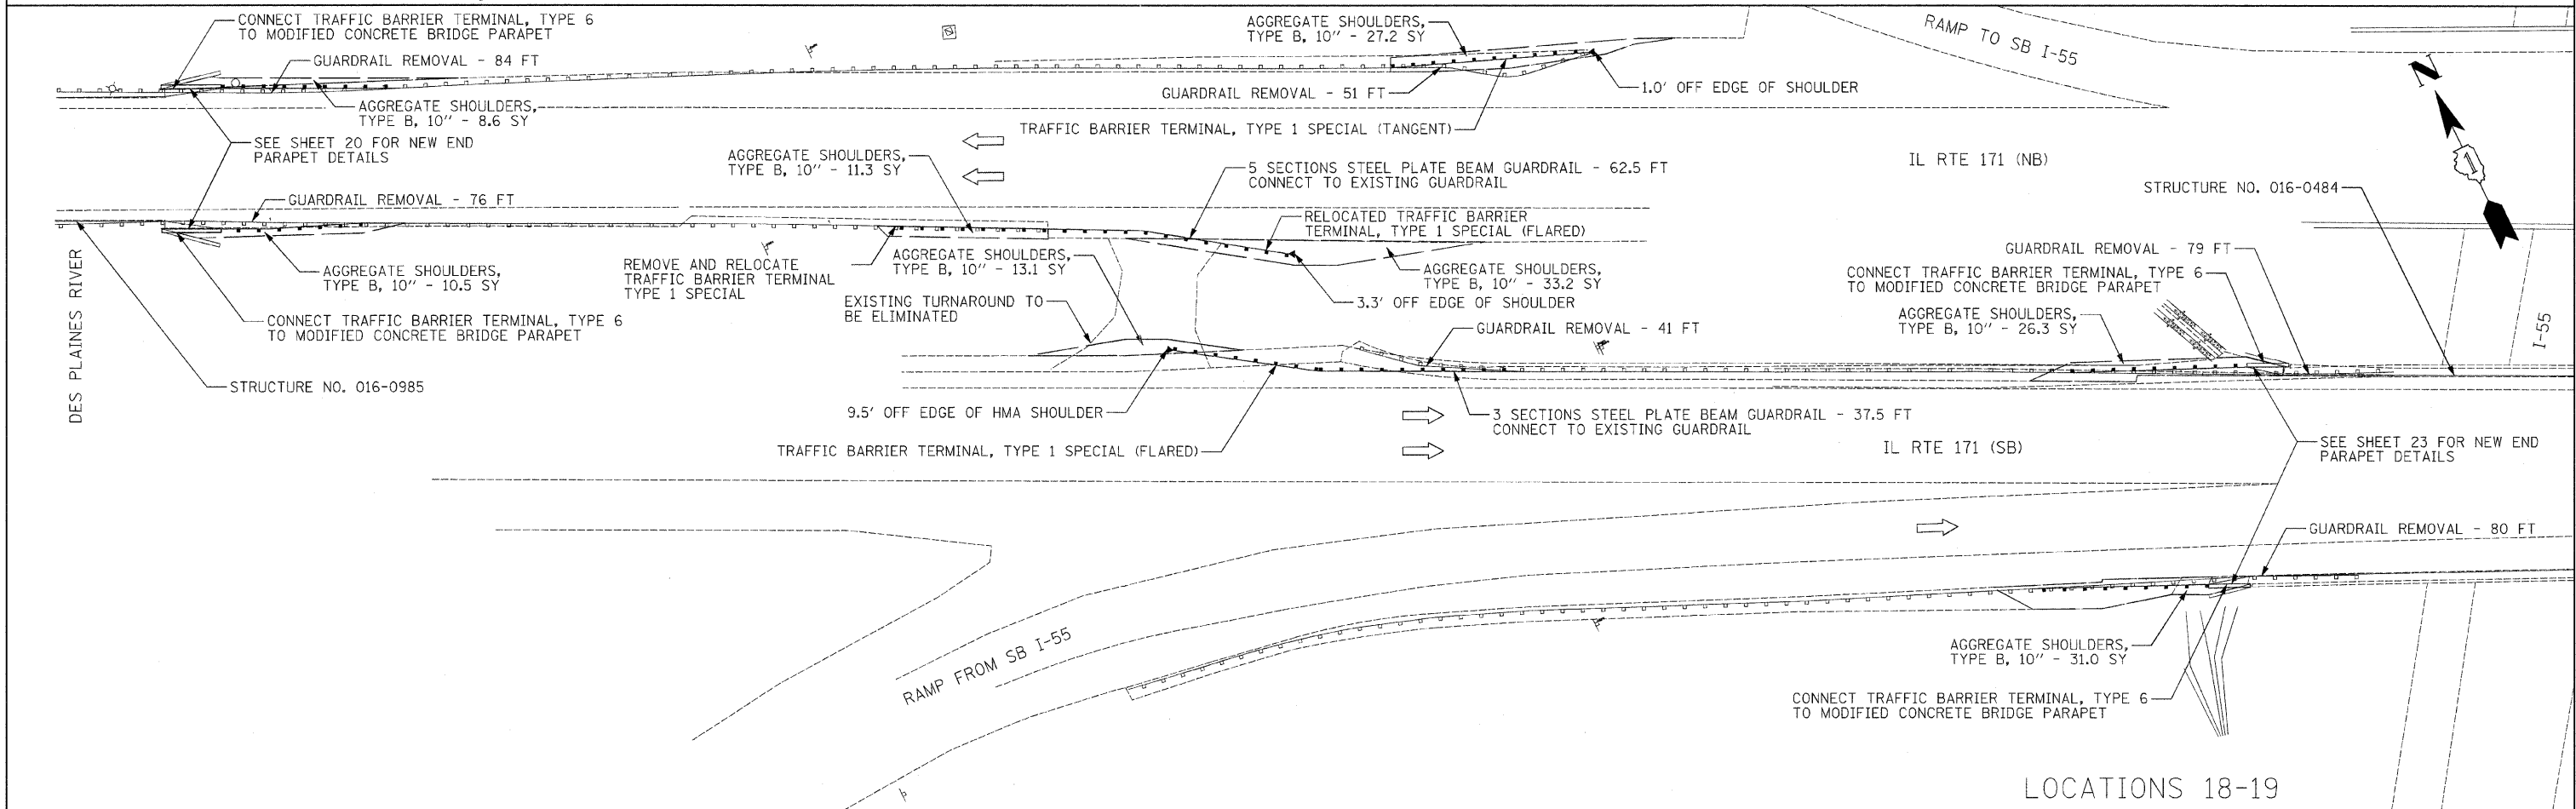 CONNECT TRAFFIC BARRIER TERMINAL, TYPE 6
TO MODIFIED CONCRETE BRIDGE PARAPET
GUARDRAIL REMOVAL - 84 FT
AGGREGATE SHOULDERS,
TYPE B, 10" - 8.6 SY
SEE SHEET 20 FOR NEW END
PARAPET DETAILS
AGGREGATE SHOULDERS,
TYPE B, 10" - 27.2 SY
GUARDRAIL REMOVAL - 51 FT
1.0' OFF EDGE OF SHOULDER
TRAFFIC BARRIER TERMINAL, TYPE 1 SPECIAL (TANGENT)
RAMP TO SB I-55
N
1
IL RTE 171 (NB)
STRUCTURE NO. 016-0484
AGGREGATE SHOULDERS,
TYPE B, 10" - 11.3 SY
5 SECTIONS STEEL PLATE BEAM GUARDRAIL - 62.5 FT
CONNECT TO EXISTING GUARDRAIL
GUARDRAIL REMOVAL - 76 FT
RELOCATED TRAFFIC BARRIER
TERMINAL, TYPE 1 SPECIAL (FLARED)
DES PLAINES RIVER
AGGREGATE SHOULDERS,
TYPE B, 10" - 10.5 SY
REMOVE AND RELOCATE
TRAFFIC BARRIER TERMINAL
TYPE 1 SPECIAL
AGGREGATE SHOULDERS,
TYPE B, 10" - 13.1 SY
EXISTING TURNAROUND TO
BE ELIMINATED
AGGREGATE SHOULDERS,
TYPE B, 10" - 33.2 SY
3.3' OFF EDGE OF SHOULDER
GUARDRAIL REMOVAL - 79 FT
CONNECT TRAFFIC BARRIER TERMINAL, TYPE 6
TO MODIFIED CONCRETE BRIDGE PARAPET
AGGREGATE SHOULDERS,
TYPE B, 10" - 26.3 SY
I-55
CONNECT TRAFFIC BARRIER TERMINAL, TYPE 6
TO MODIFIED CONCRETE BRIDGE PARAPET
GUARDRAIL REMOVAL - 41 FT
STRUCTURE NO. 016-0985
9.5' OFF EDGE OF HMA SHOULDER
3 SECTIONS STEEL PLATE BEAM GUARDRAIL - 37.5 FT
CONNECT TO EXISTING GUARDRAIL
TRAFFIC BARRIER TERMINAL, TYPE 1 SPECIAL (FLARED)
IL RTE 171 (SB)
SEE SHEET 23 FOR NEW END
PARAPET DETAILS
GUARDRAIL REMOVAL - 80 FT
RAMP FROM SB I-55
AGGREGATE SHOULDERS,
TYPE B, 10" - 31.0 SY
CONNECT TRAFFIC BARRIER TERMINAL, TYPE 6
TO MODIFIED CONCRETE BRIDGE PARAPET
LOCATIONS 18-19